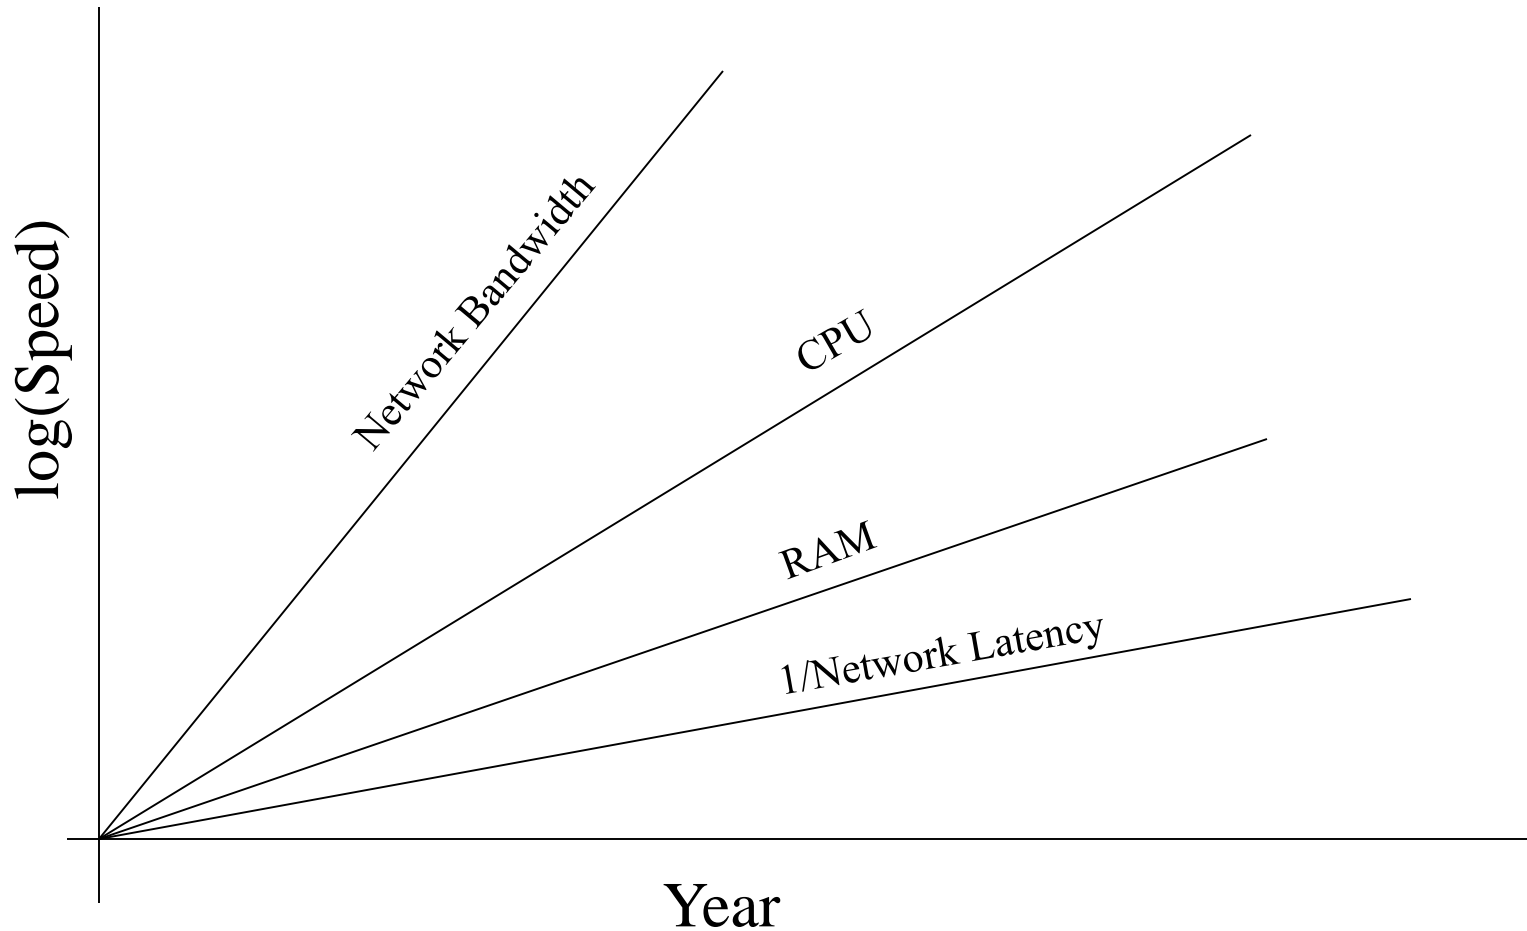 log(Speed)
Network Bandwidth
CPU
RAM
1/Network Latency
Year